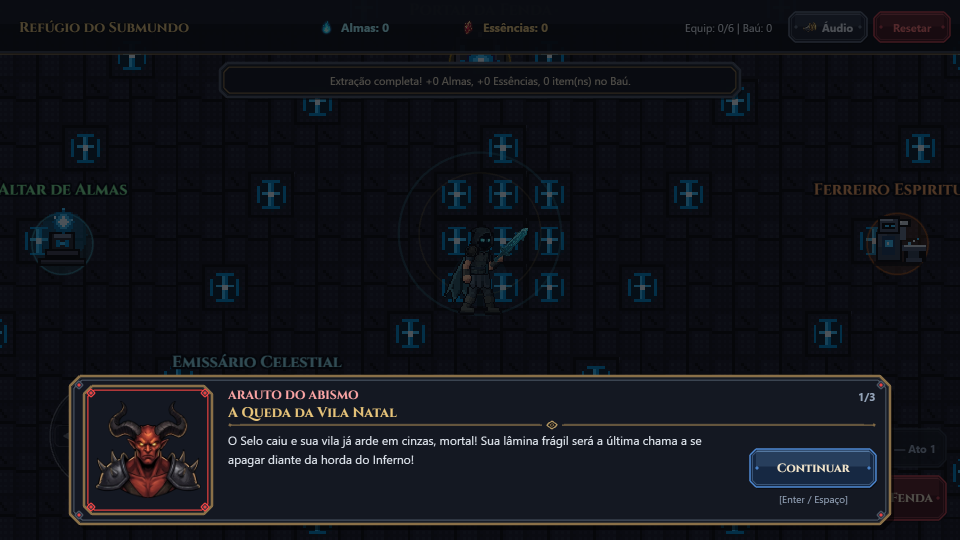 REFÚGIO DO SUBMUNDO
Almas: 0
Essências: 0
Equip: 0/6 | Baú: 0
Áudio
Resetar
Extração completa! +0 Almas, +0 Essências, 0 item(ns) no Baú.
ALTAR DE ALMAS
FERREIRO ESPIRITU
EMISSÁRIO CELESTIAL
ARAUTO DO ABISMO
1/3
A QUEDA DA VILA NATAL
O Selo caiu e sua vila já arde em cinzas, mortal! Sua lâmina frágil será a última chama a se
apagar diante da horda do Inferno!
— Ato 1
CONTINUAR
FENDA
[Enter / Espaço]